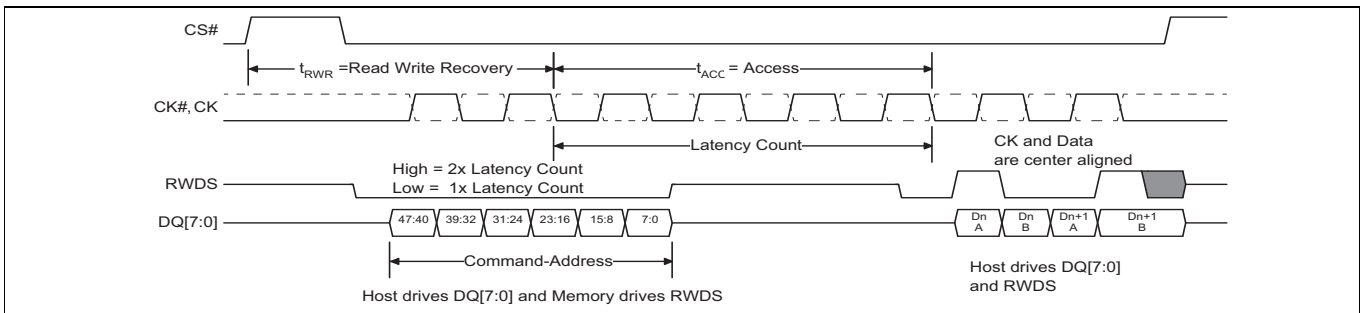 CS#
tRWR =Read Write Recovery
tACC = Access
CK#, CK
Latency Count
CK and Data
are center aligned
High = 2x Latency Count
Low = 1x Latency Count
RWDS
DQ[7:0]
47:40 39:32 31:24 23:16 15:8 7:0
Dn
A
Dn
B
Dn+1
A
Dn+1
B
Command-Address
Host drives DQ[7:0]
and RWDS
Host drives DQ[7:0] and Memory drives RWDS